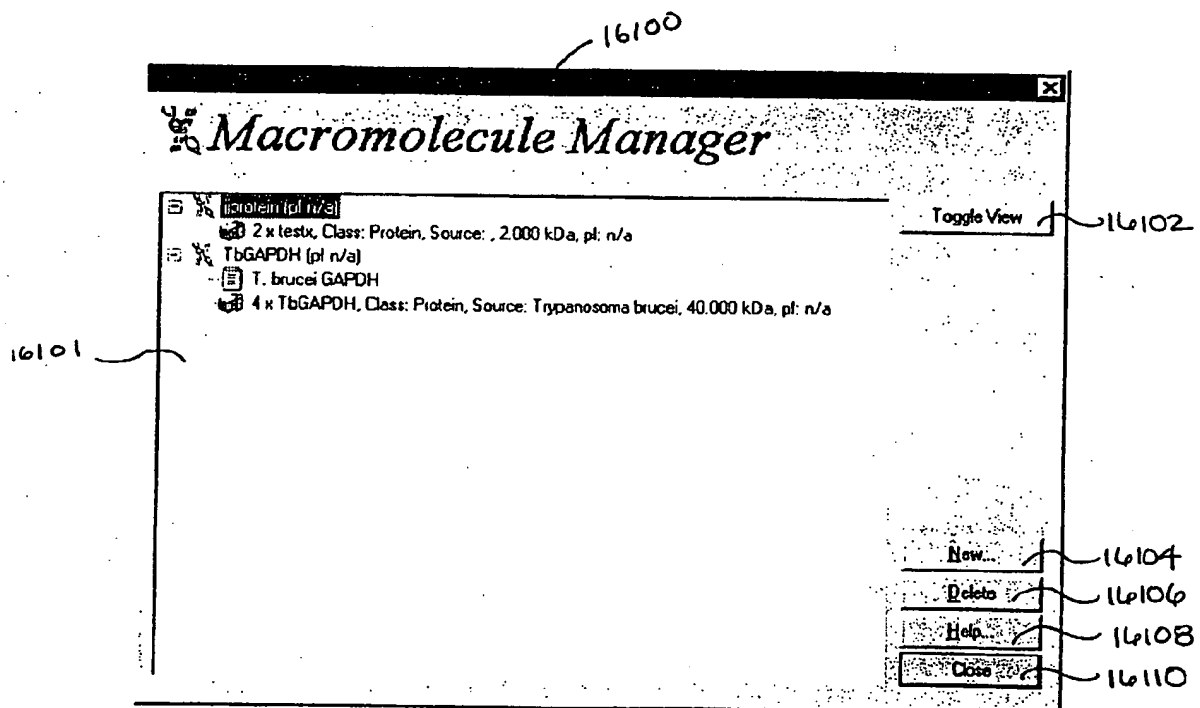 16100
Macromolecule Manager
protein (pI n/a)
Toggle View
16102
2 x testx, Class: Protein, Source: , 2.000 kDa, pI: n/a
TbGAPDH (pI n/a)
T. brucei GAPDH
4 x TbGAPDH, Class: Protein, Source: Trypanosoma brucei, 40.000 kDa, pI: n/a
16101
New...
16104
Delete
16106
Help...
16108
Close
16110